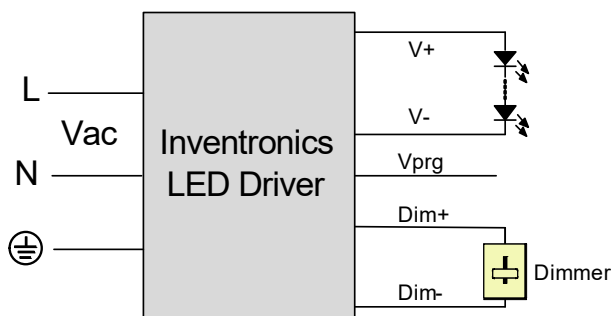 L
Vac
N
Inventronics
LED Driver
V+
V-
Vprg
Dim+
Dimmer
Dim-